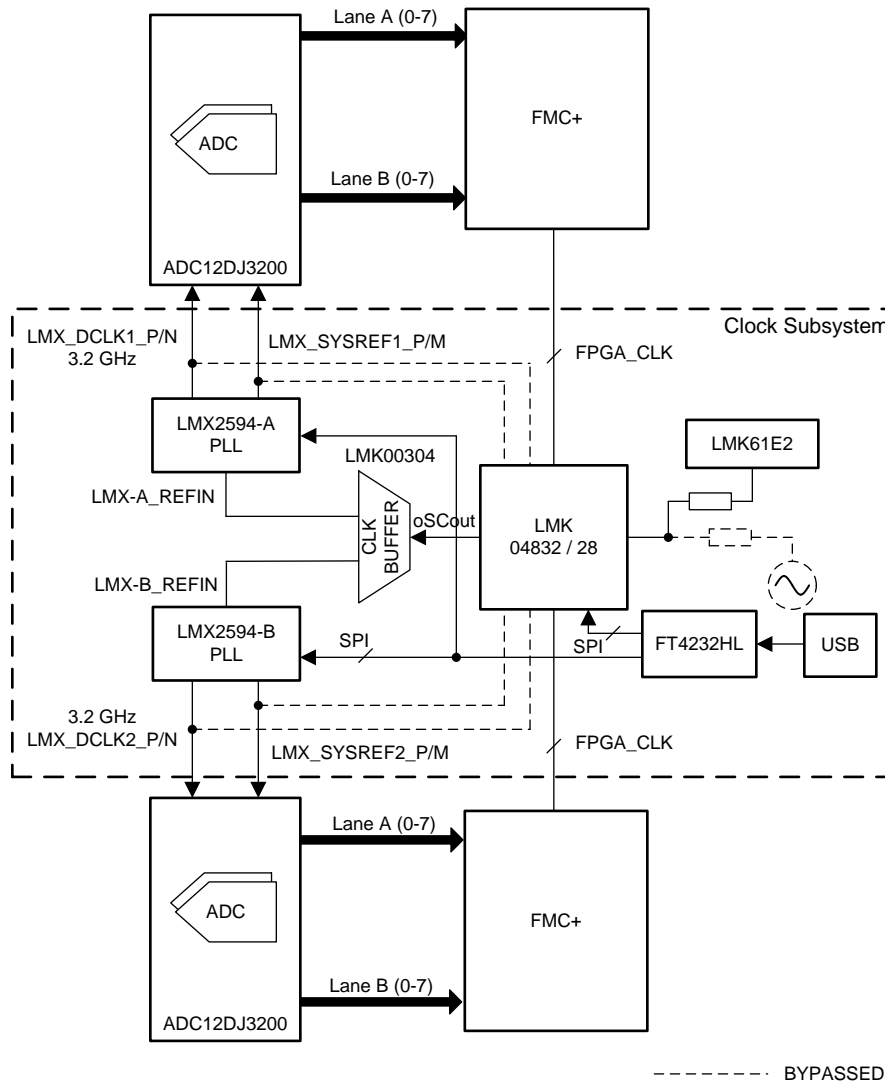 Lane A (0-7)
FMC+
ADC
Lane B (0-7)
ADC12DJ3200
Clock Subsystem
LMX_DCLK1_P/N
3.2 GHz
LMX_SYSREF1_P/M
FPGA_CLK
LMX2594-A
PLL
LMK00304
LMK61E2
LMX-A_REFIN
CLK
BUFFER
oSCout
LMK
04832 / 28
LMX-B_REFIN
LMX2594-B
PLL
SPI
SPI
FT4232HL
USB
3.2 GHz
LMX_DCLK2_P/N
LMX_SYSREF2_P/M
FPGA_CLK
Lane A (0-7)
ADC
FMC+
Lane B (0-7)
ADC12DJ3200
BYPASSED